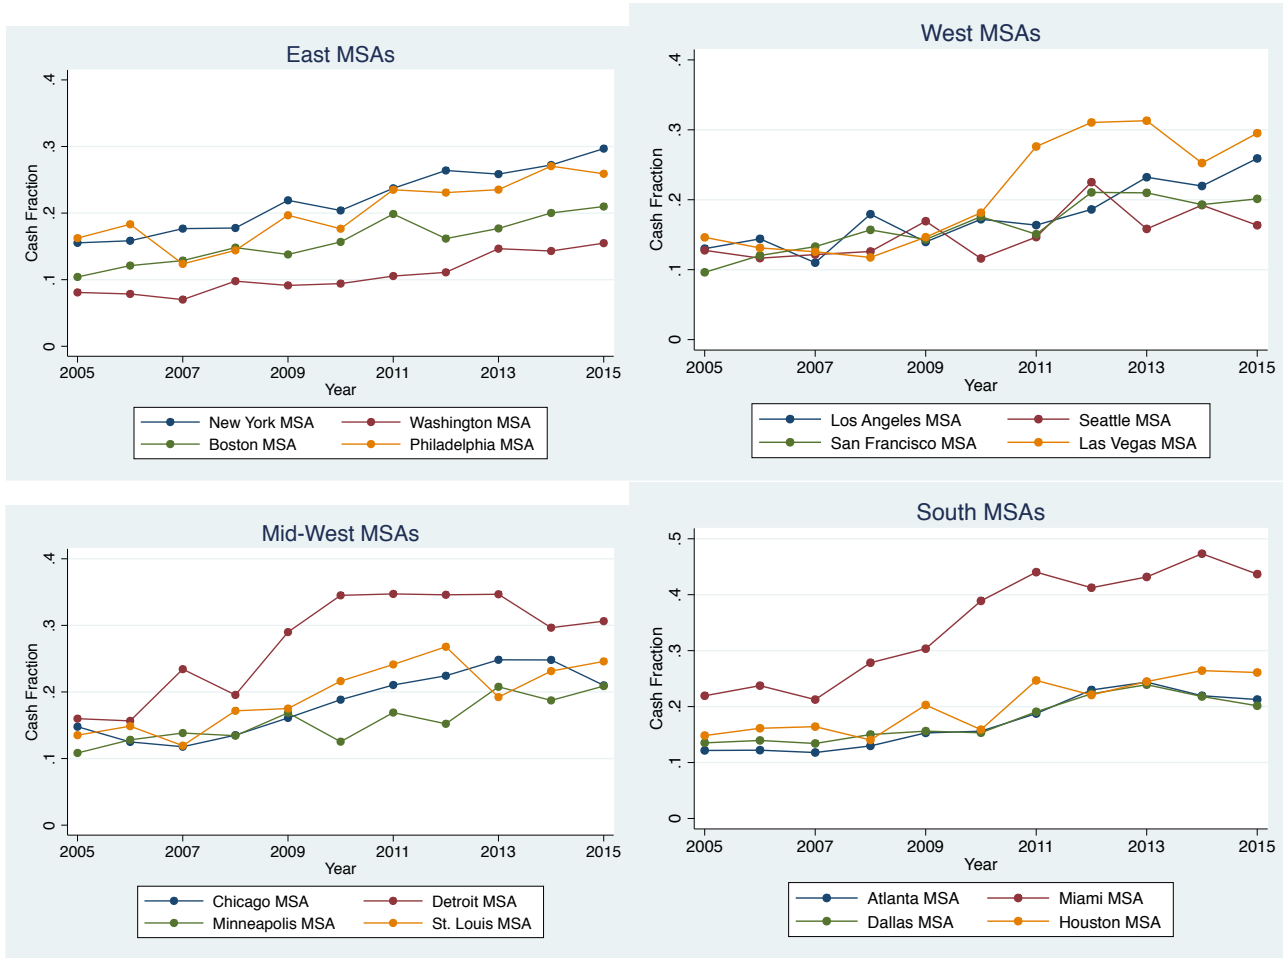 East MSAs
Cash Fraction
.4
.3
.2
.1
0
2005 2007 2009 2011 2013 2015
Year
New York MSA Washington MSA
Boston MSA Philadelphia MSA
West MSAs
Cash Fraction
.4
.3
.2
.1
0
2005 2007 2009 2011 2013 2015
Year
Los Angeles MSA Seattle MSA
San Francisco MSA Las Vegas MSA
Mid-West MSAs
Cash Fraction
.4
.3
.2
.1
0
2005 2007 2009 2011 2013 2015
Year
Chicago MSA Detroit MSA
Minneapolis MSA St. Louis MSA
South MSAs
Cash Fraction
.5
.4
.3
.2
.1
0
2005 2007 2009 2011 2013 2015
Year
Atlanta MSA Miami MSA
Dallas MSA Houston MSA